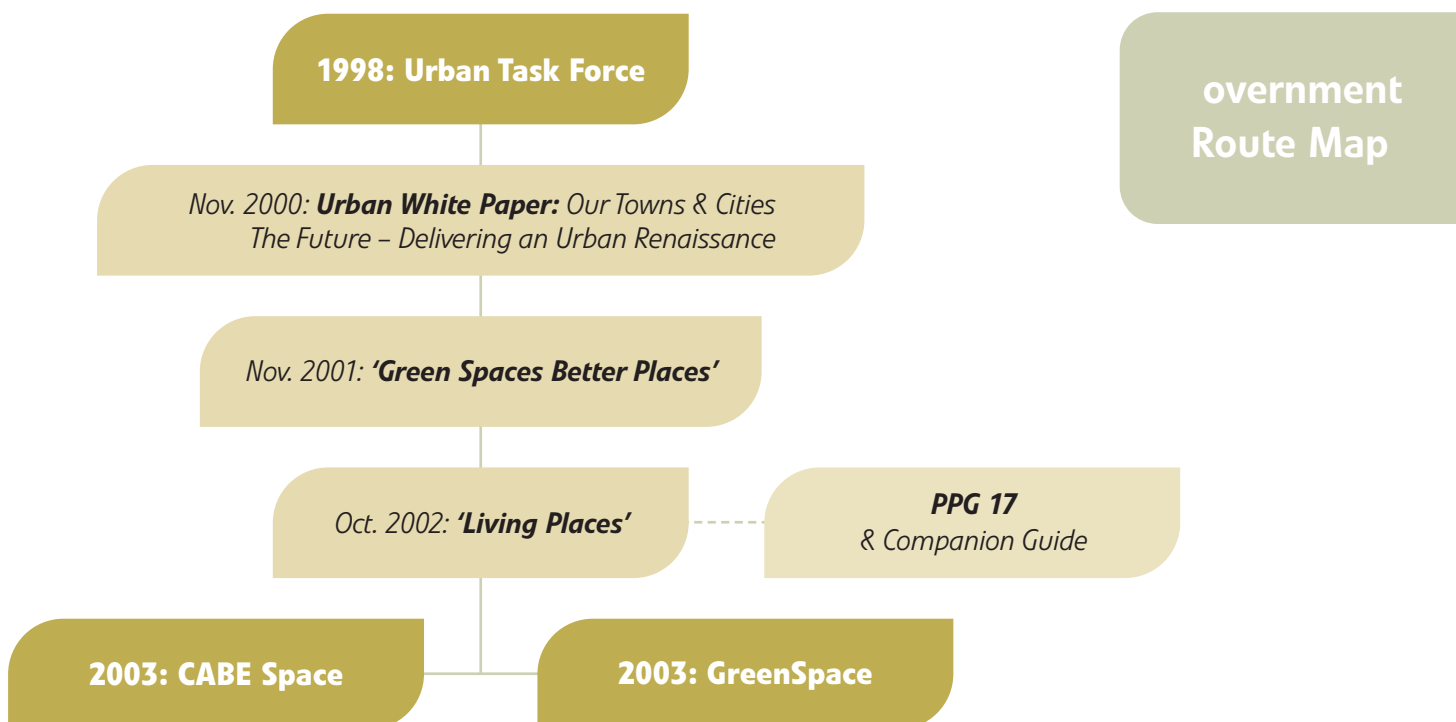 1998: Urban Task Force
overnment
Route Map
Nov. 2000: Urban White Paper: Our Towns & Cities
The Future – Delivering an Urban Renaissance
Nov. 2001: ‘Green Spaces Better Places’
Oct. 2002: ‘Living Places’
PPG 17
& Companion Guide
2003: CABE Space
2003: GreenSpace